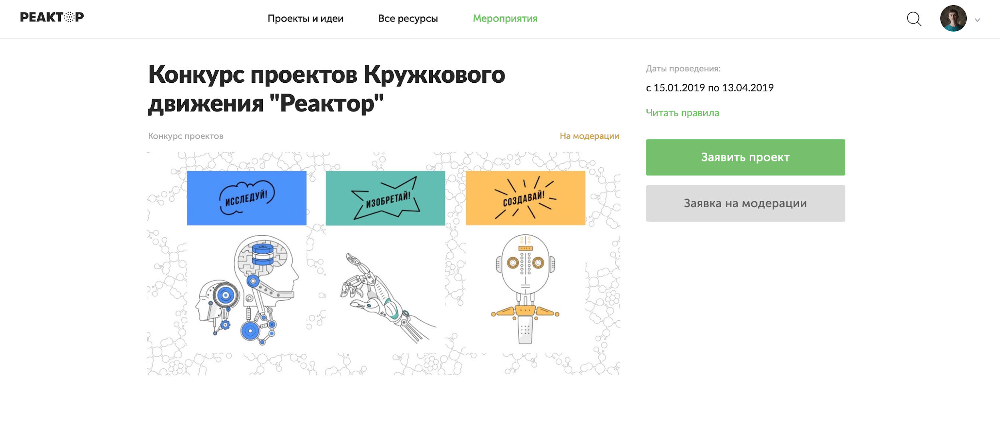 РЕАКТОР
Проекты и идеи
Все ресурсы
Мероприятия
Конкурс проектов Кружкового
движения "Реактор"
Конкурс проектов
На модерации
ИССЛЕДУЙ!
ИЗОБРЕТАЙ!
СОЗДАВАЙ!
Даты проведения:
с 15.01.2019 по 13.04.2019
Читать правила
Заявить проект
Заявка на модерации